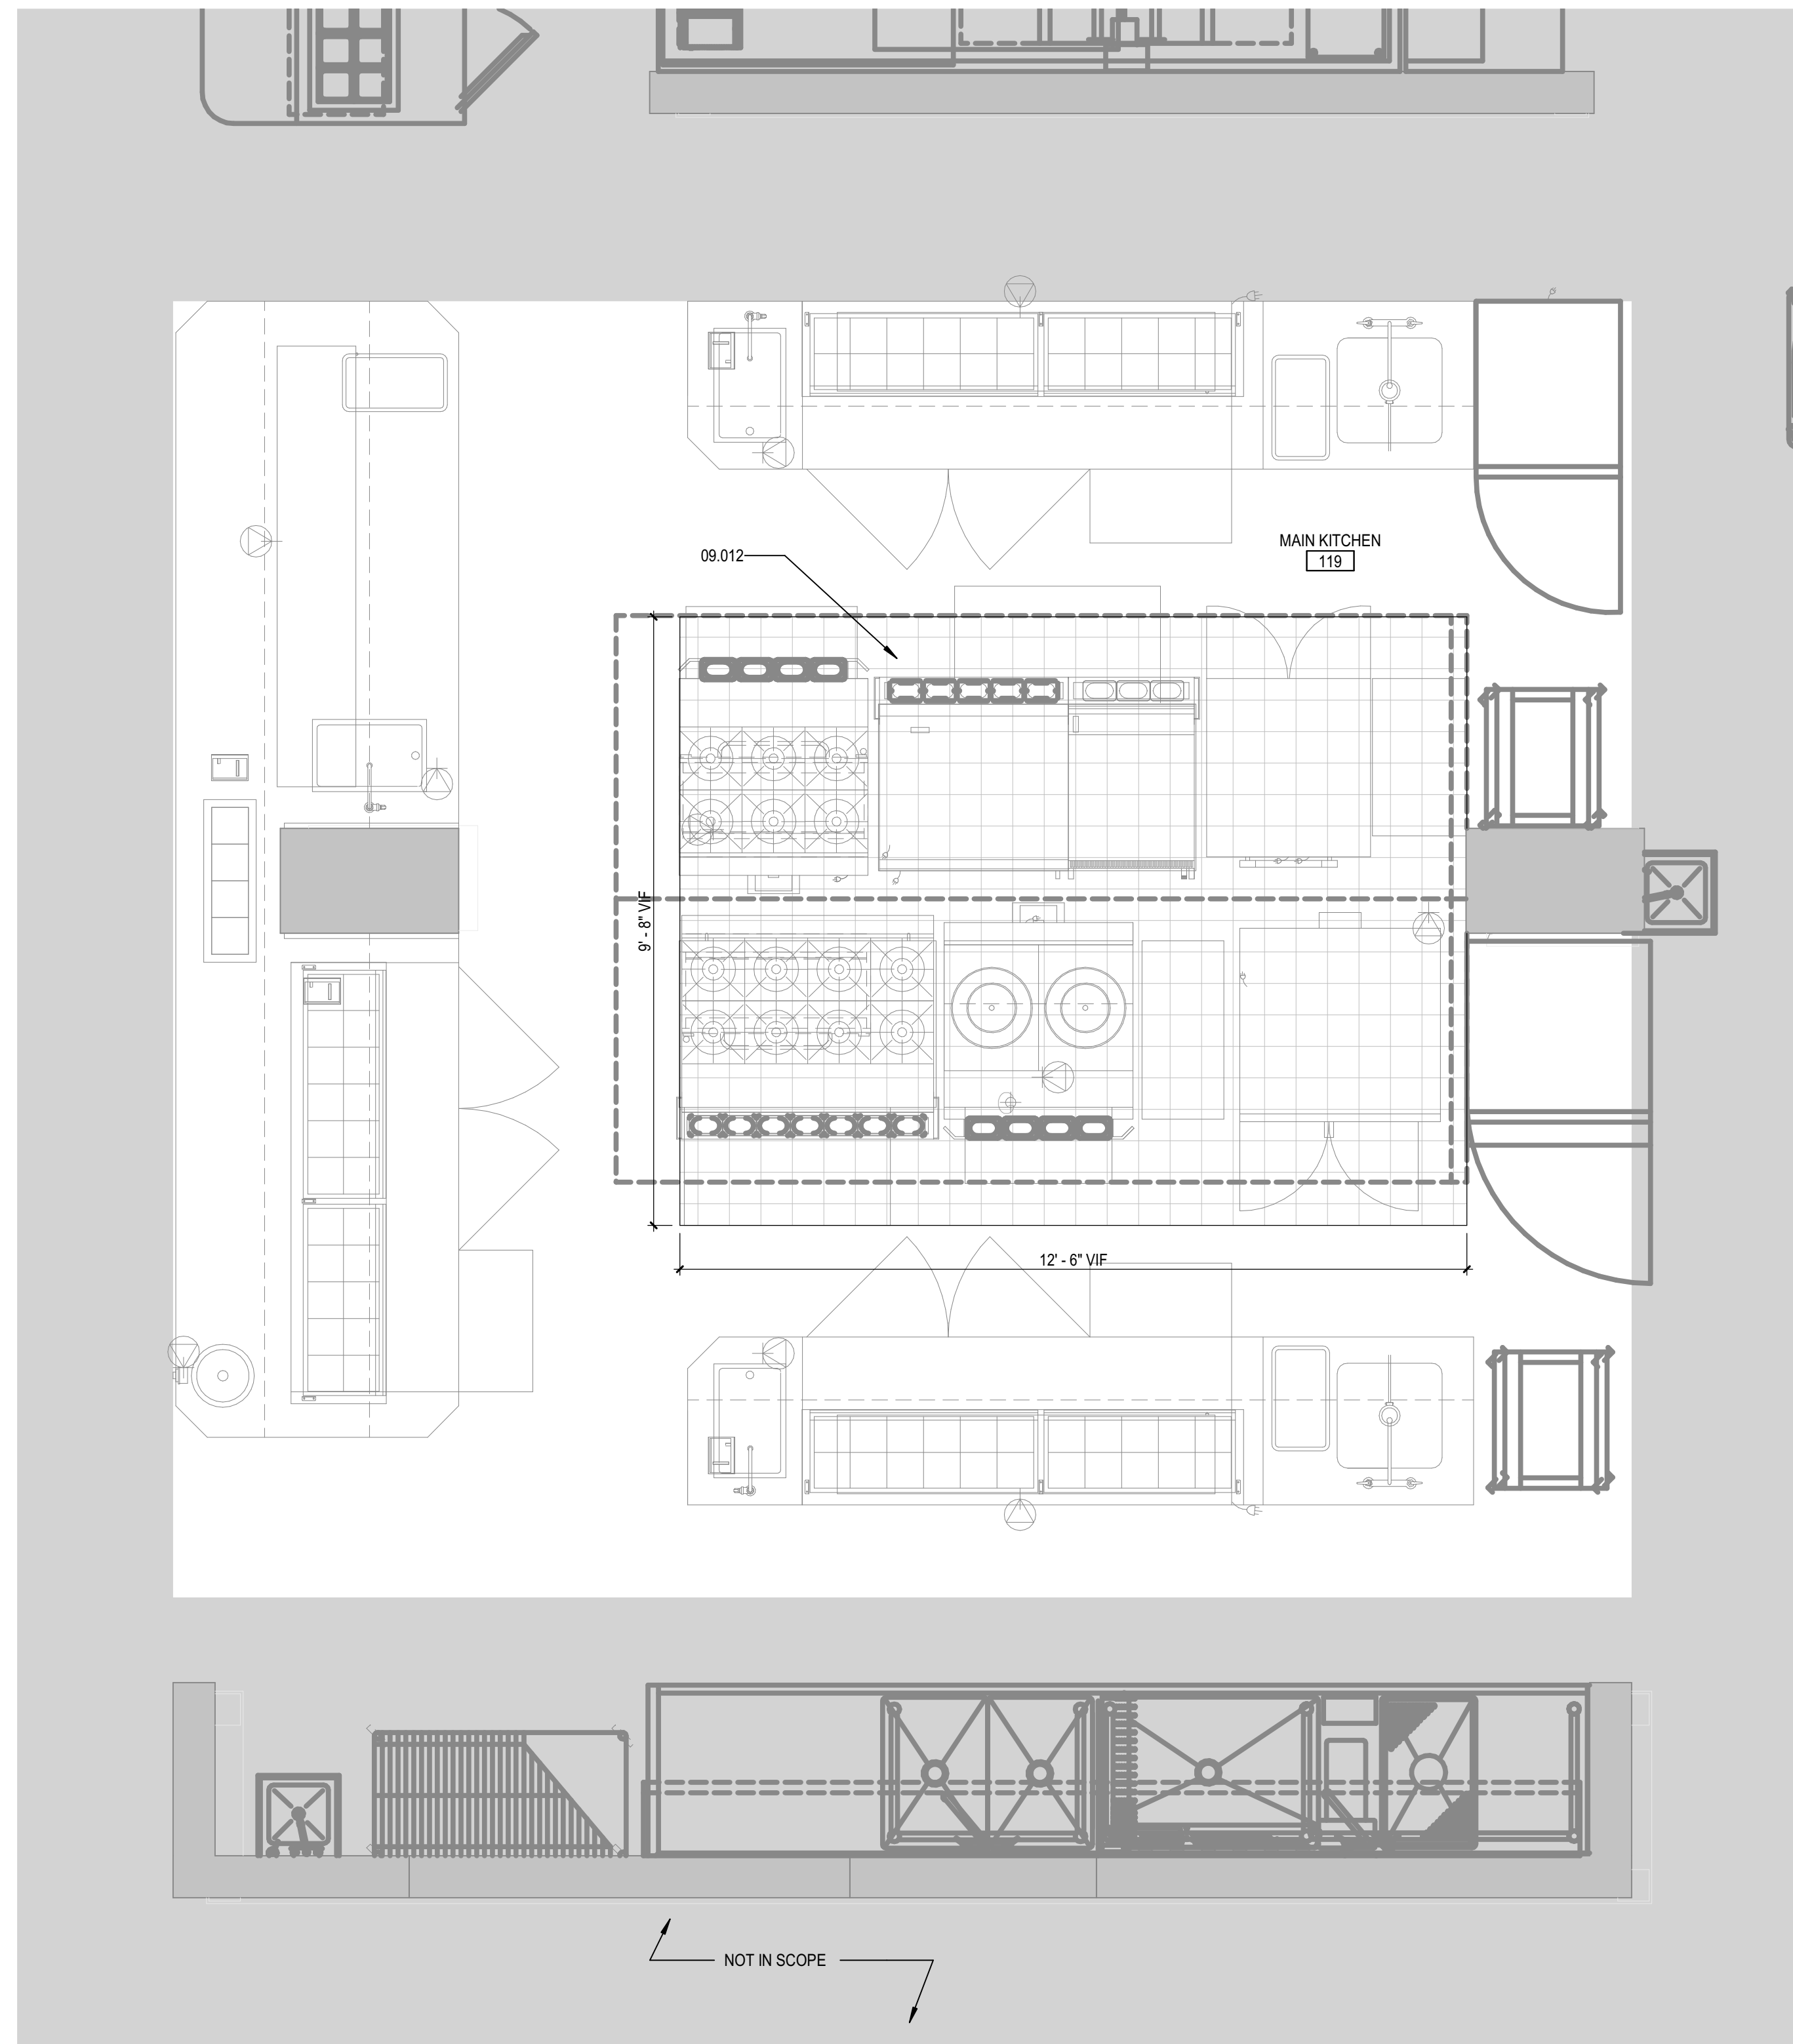 MAIN KITCHEN
119
09.012
9' - 8" VIF
12' - 6" VIF
NOT IN SCOPE